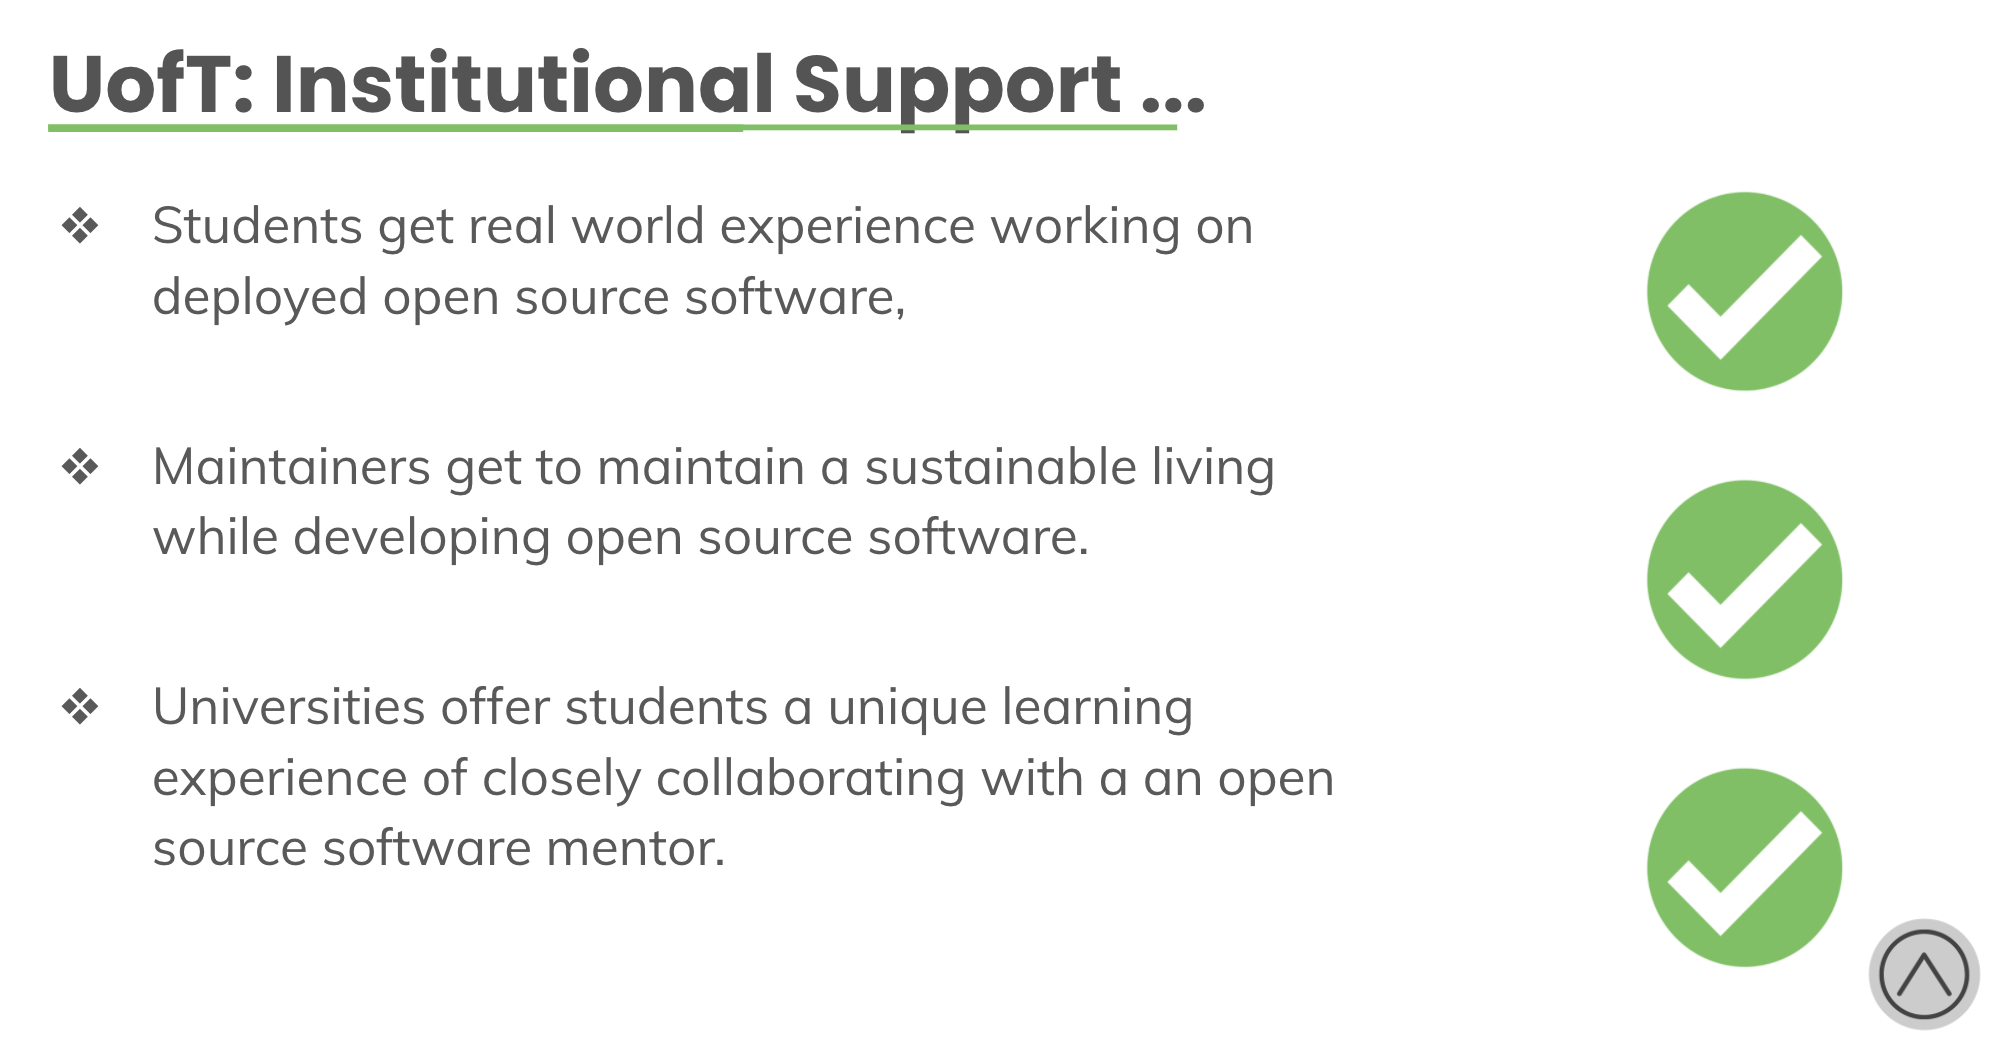 UofT: Institutional Support ...
❖ Students get real world experience working on
deployed open source software,
❖ Maintainers get to maintain a sustainable living
while developing open source software.
❖ Universities offer students a unique learning
experience of closely collaborating with a an open
source software mentor.